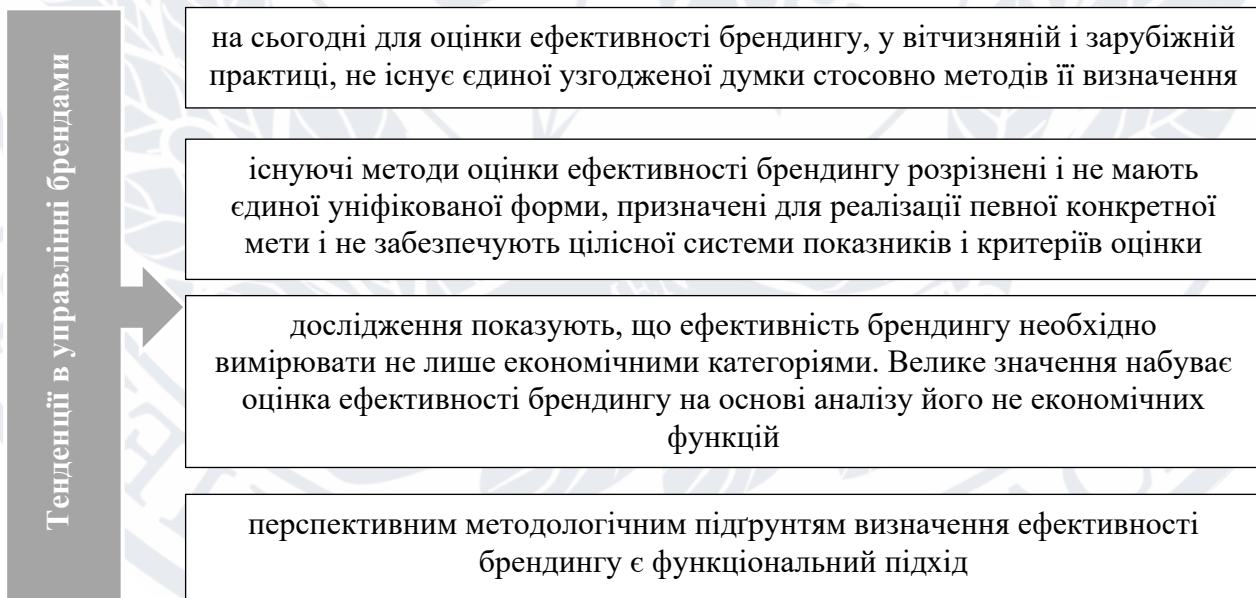 Тенденції в управлінні брендами
на сьогодні для оцінки ефективності брендингу, у вітчизняній і зарубіжній
практиці, не існує єдиної узгодженої думки стосовно методів її визначення
існуючі методи оцінки ефективності брендингу розрізнені і не мають
єдиної уніфікованої форми, призначені для реалізації певної конкретної
мети і не забезпечують цілісної системи показників і критеріїв оцінки
дослідження показують, що ефективність брендингу необхідно
вимірювати не лише економічними категоріями. Велике значення набуває
оцінка ефективності брендингу на основі аналізу його не економічних
функцій
перспективним методологічним підґрунтям визначення ефективності
брендингу є функціональний підхід